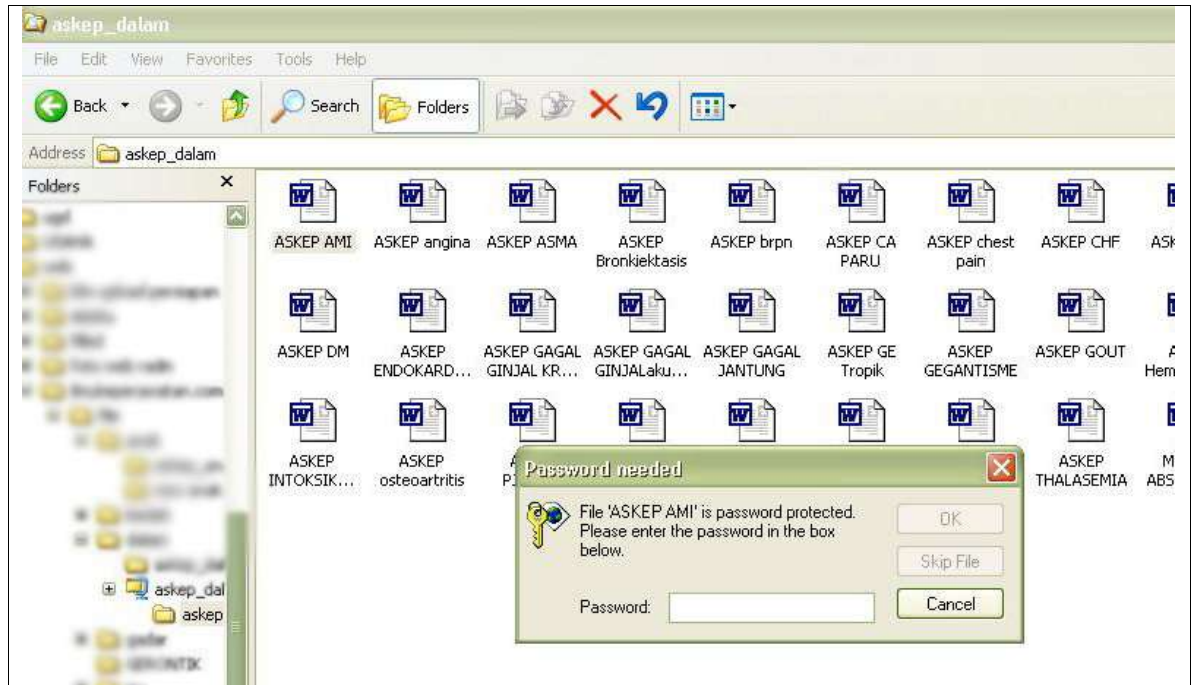 askep_dalam
File Edit View Favorites Tools Help
Back Search Folders
Address askep_dalam
Folders
ASKEP AMI ASKEP angina ASKEP ASMA ASKEP Bronkiektasis ASKEP brpn ASKEP CA PARU ASKEP chest pain ASKEP CHF ASK
ASKEP DM ASKEP ENDOKARD... ASKEP GAGAL GINJAL KR... ASKEP GAGAL GINJALaku... ASKEP GAGAL JANTUNG ASKEP GE Tropik ASKEP GEGANTISME ASKEP GOUT Hem
ASKEP INTOKSIK... ASKEP osteoartritis ASKEP THALASEMIA M ABS
Password needed
File 'ASKEP AMI' is password protected.
Please enter the password in the box
below.
OK
Skip File
Password:
Cancel
askep_dal
askep